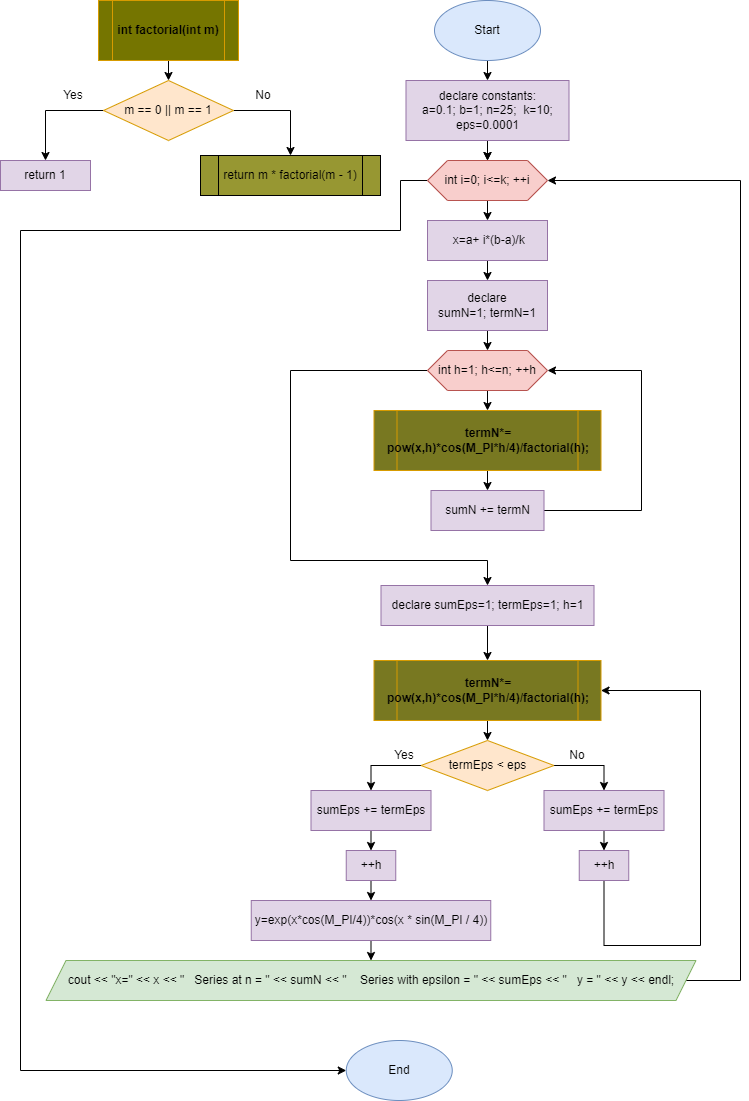 int factorial(int m)
Yes
m == 0 || m == 1
No
return 1
return m * factorial(m - 1)
Start
declare constants:
a=0.1; b=1; n=25;  k=10;
eps=0.0001
int i=0; i<=k; ++i
x=a+ i*(b-a)/k
declare
sumN=1; termN=1
int h=1; h<=n; ++h
termN*=
pow(x,h)*cos(M_PI*h/4)/factorial(h);
sumN += termN
declare sumEps=1; termEps=1; h=1
termN*=
pow(x,h)*cos(M_PI*h/4)/factorial(h);
Yes
termEps < eps
No
sumEps += termEps
sumEps += termEps
++h
++h
y=exp(x*cos(M_PI/4))*cos(x * sin(M_PI / 4))
cout << "x=" << x << "   Series at n = " << sumN << "    Series with epsilon = " << sumEps << "   y = " << y << endl;
End